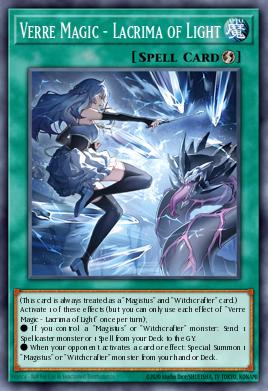 Verre Magic - Lacrima of Light
魔
[Spell Card]
(This card is always treated as a "Magistus" and "Witchcrafter" card.)
Activate 1 of these effects (but you can only use each effect of "Verre
Magic - Lacrima of Light" once per turn);
● If you control a "Magistus" or "Witchcrafter" monster: Send 1
Spellcaster monster or 1 Spell from your Deck to the GY.
● When your opponent activates a card or effect: Special Summon 1
"Magistus" or "Witchcrafter" monster from your hand or Deck.